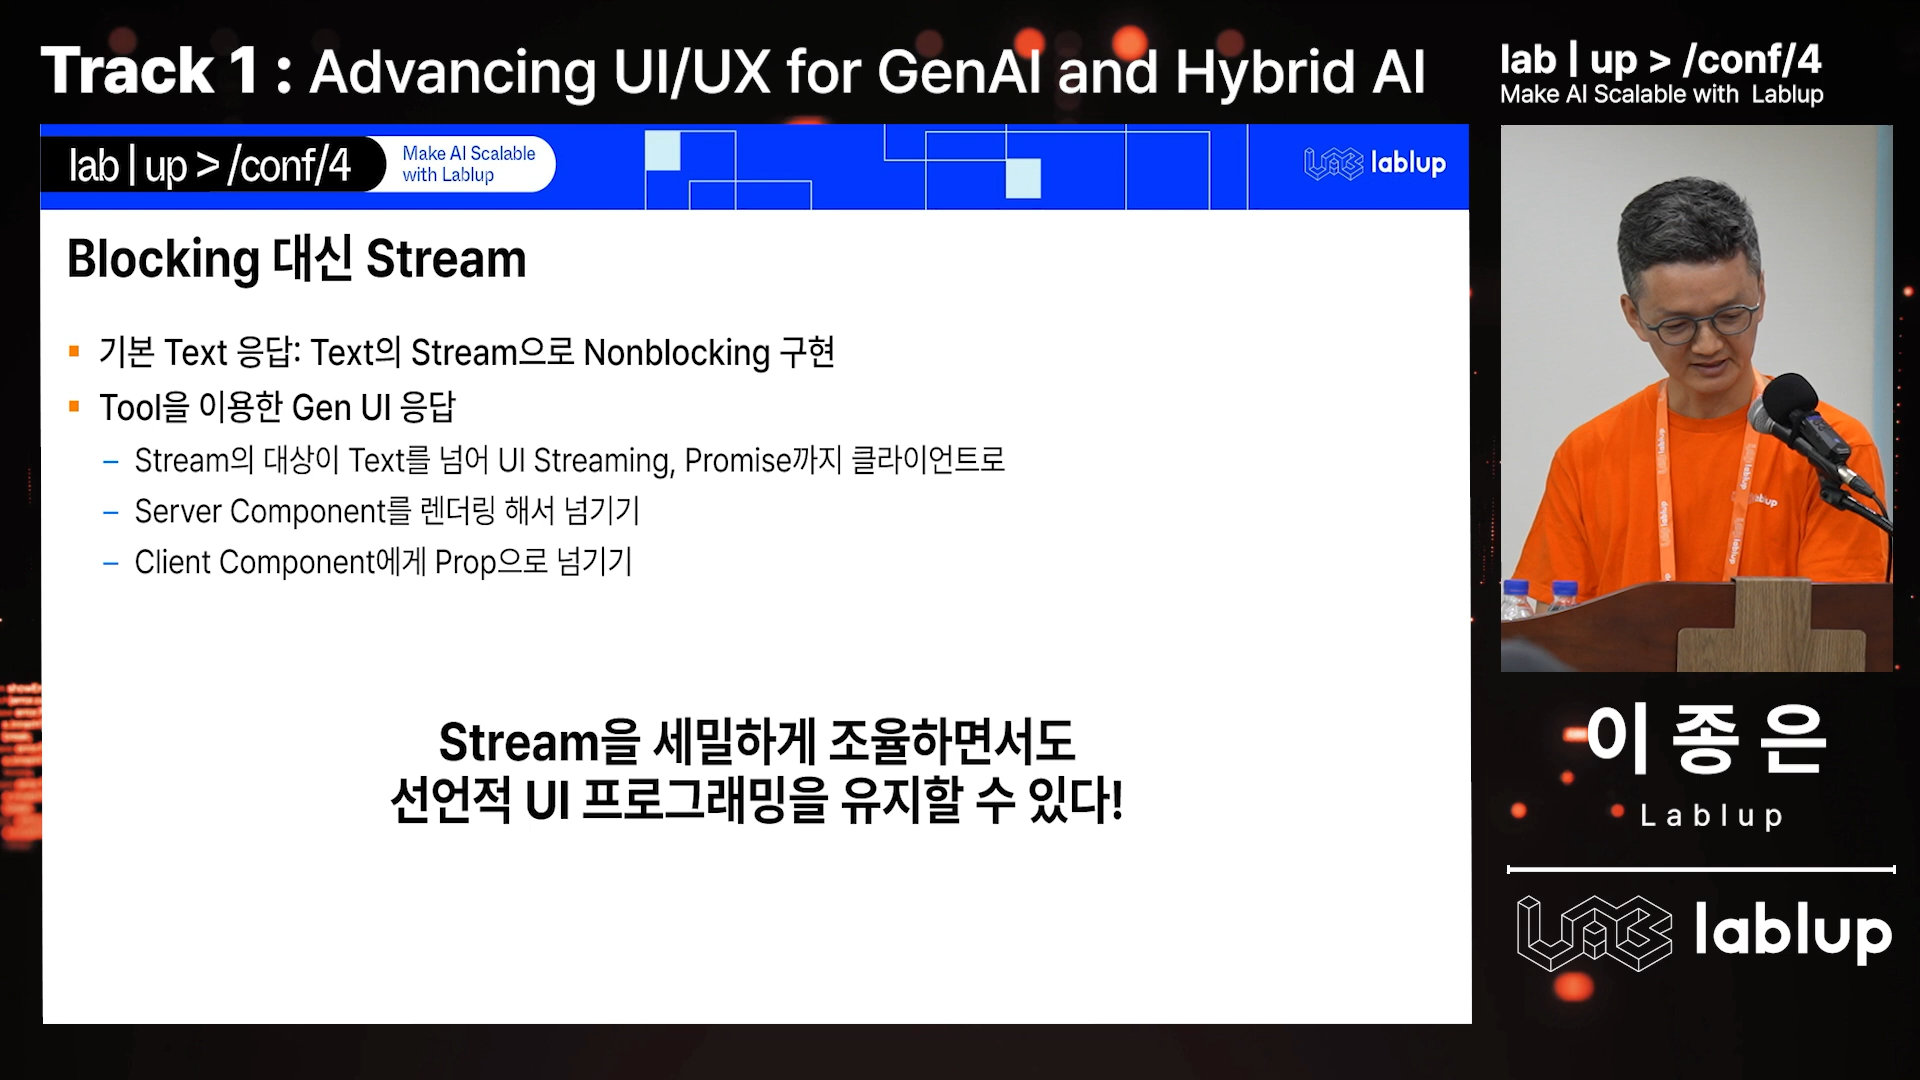 Track 1 : Advancing UI/UX for GenAI and Hybrid AI
lab | up > /conf/4
Make AI Scalable with Lablup
lab | up > /conf/4
Make AI Scalable
with Lablup
lablup
Blocking 대신 Stream
▪ 기본 Text 응답: Text의 Stream으로 Nonblocking 구현
▪ Tool을 이용한 Gen UI 응답
– Stream의 대상이 Text를 넘어 UI Streaming, Promise까지 클라이언트로
– Server Component를 렌더링 해서 넘기기
– Client Component에게 Prop으로 넘기기
Stream을 세밀하게 조율하면서도
선언적 UI 프로그래밍을 유지할 수 있다!
이종은
Lablup
lablup